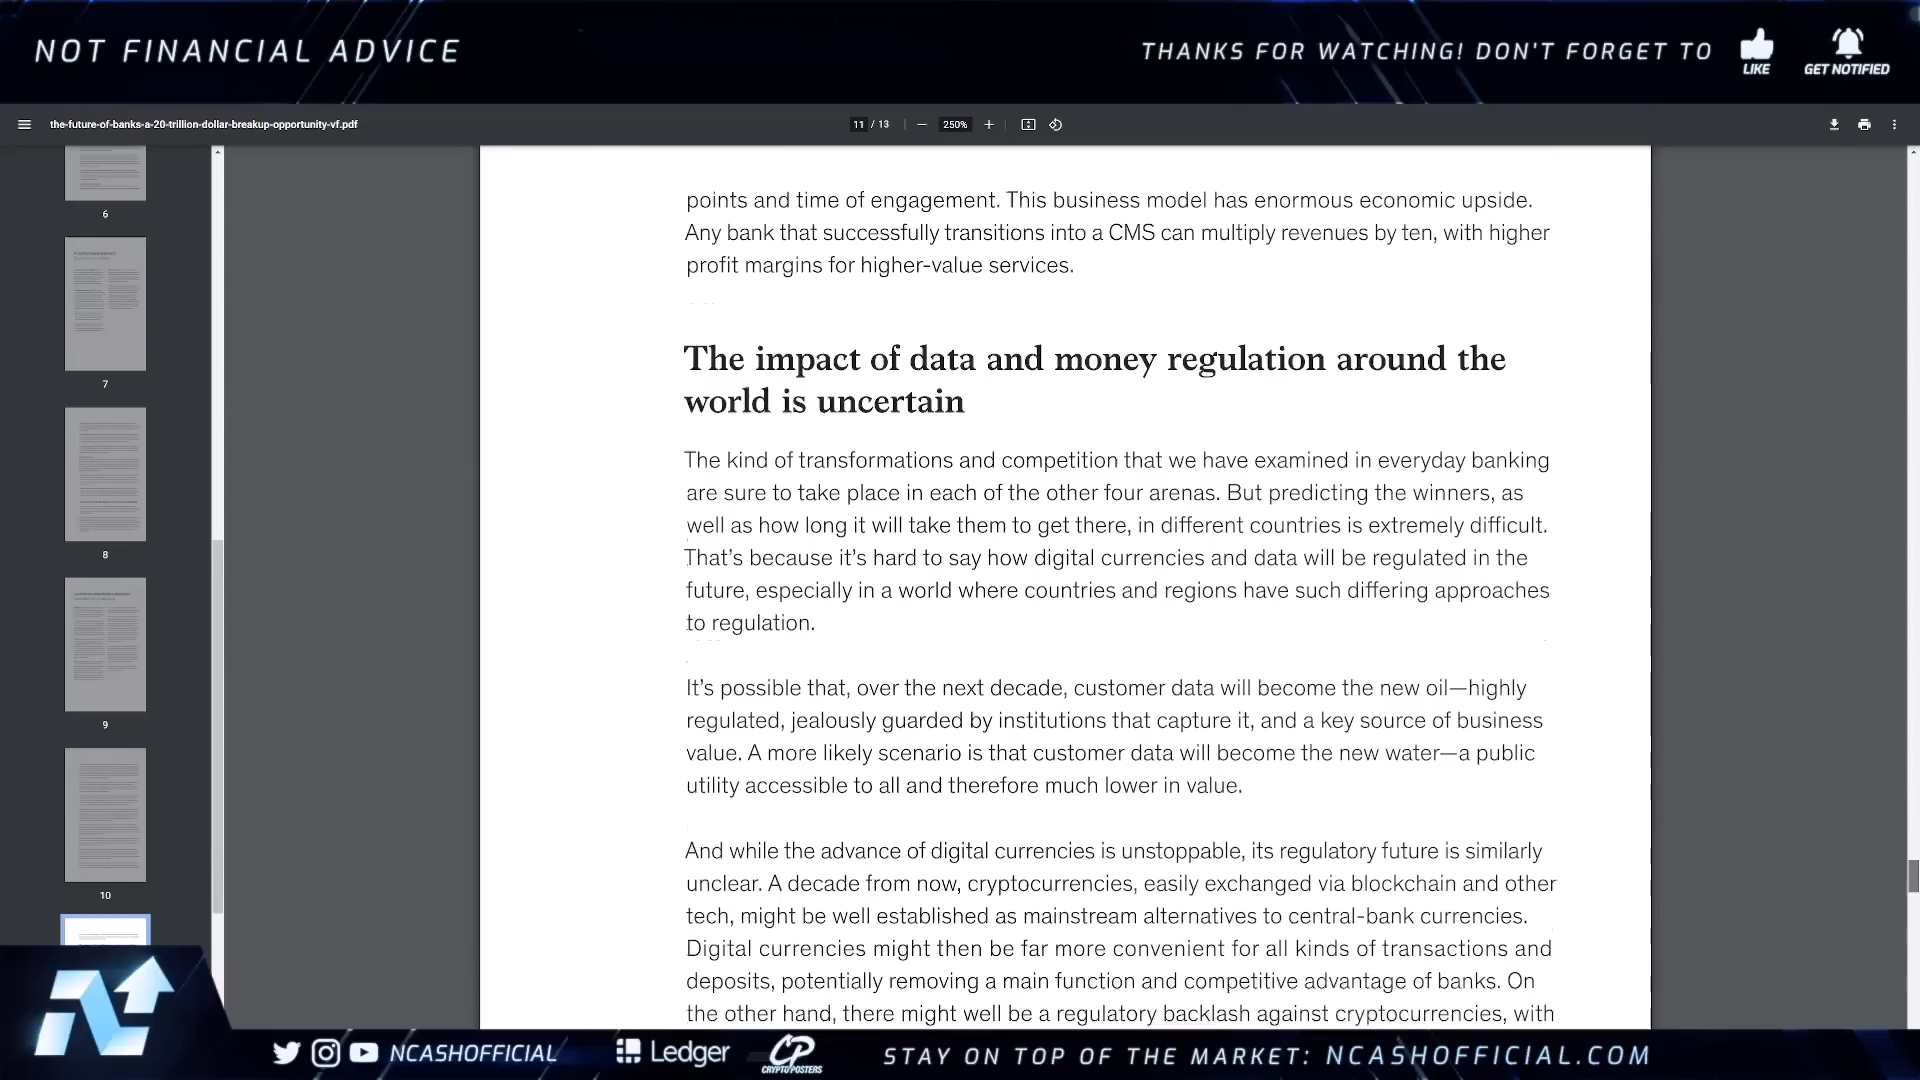 NOT FINANCIAL ADVICE
THANKS FOR WATCHING! DON'T FORGET TO
LIKE
GET NOTIFIED
the-future-of-banks-a-20-trillion-dollar-breakup-opportunity-vf.pdf
11 / 13
250%
6
7
8
9
10
points and time of engagement. This business model has enormous economic upside.
Any bank that successfully transitions into a CMS can multiply revenues by ten, with higher
profit margins for higher-value services.
The impact of data and money regulation around the
world is uncertain
The kind of transformations and competition that we have examined in everyday banking
are sure to take place in each of the other four arenas. But predicting the winners, as
well as how long it will take them to get there, in different countries is extremely difficult.
That's because it's hard to say how digital currencies and data will be regulated in the
future, especially in a world where countries and regions have such differing approaches
to regulation.
It's possible that, over the next decade, customer data will become the new oil—highly
regulated, jealously guarded by institutions that capture it, and a key source of business
value. A more likely scenario is that customer data will become the new water—a public
utility accessible to all and therefore much lower in value.
And while the advance of digital currencies is unstoppable, its regulatory future is similarly
unclear. A decade from now, cryptocurrencies, easily exchanged via blockchain and other
tech, might be well established as mainstream alternatives to central-bank currencies.
Digital currencies might then be far more convenient for all kinds of transactions and
deposits, potentially removing a main function and competitive advantage of banks. On
the other hand, there might well be a regulatory backlash against cryptocurrencies, with
NCASHOFFICIAL
Ledger
CP
CRYPTOPOSTERS
STAY ON TOP OF THE MARKET: NCASHOFFICIAL.COM